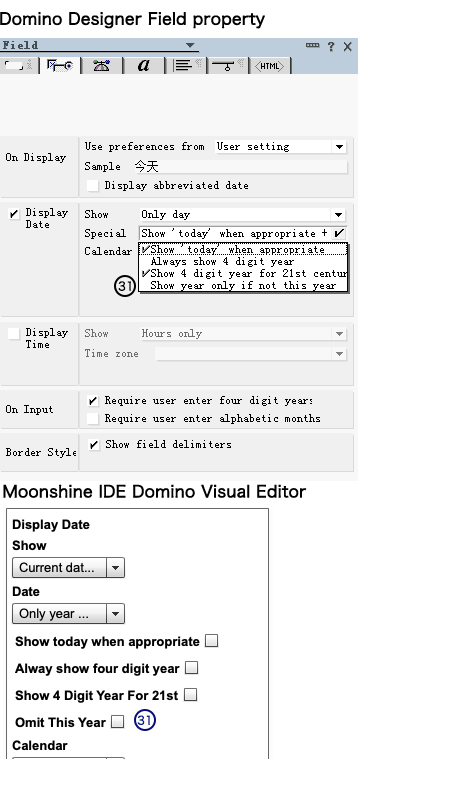 Domino Designer Field property
Field
? X
i a <HTML>
On Display
Use preferences from User setting
Sample 今天
Display abbreviated date
Display Date
Show Only day
Special Show 'today' when appropriate +
Calendar
Show 'today' when appropriate
Always show 4 digit year
Show 4 digit year for 21st centur
Show year only if not this year
31
Display Time
Show Hours only
Time zone
On Input
Require user enter four digit years
Require user enter alphabetic months
Border Style
Show field delimiters
Moonshine IDE Domino Visual Editor
Display Date
Show
Current dat...
Date
Only year ...
Show today when appropriate
Alway show four digit year
Show 4 Digit Year For 21st
Omit This Year 31
Calendar